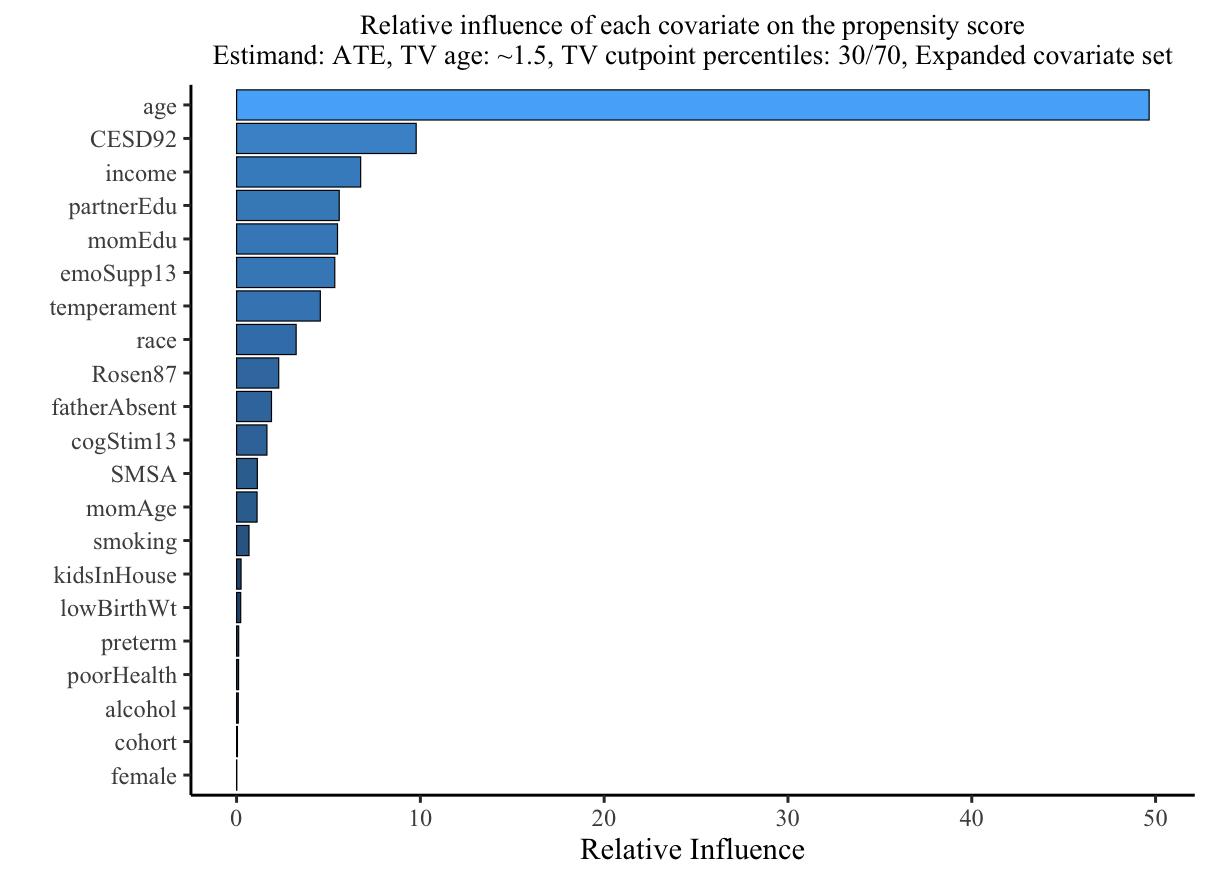 Relative influence of each covariate on the propensity score
Estimand: ATE, TV age: ~1.5, TV cutpoint percentiles: 30/70, Expanded covariate set
age
CESD92
income
partnerEdu
momEdu
emoSupp13
temperament
race
Rosen87
fatherAbsent
cogStim13
SMSA
momAge
smoking
kidsInHouse
lowBirthWt
preterm
poorHealth
alcohol
cohort
female
0 10 20 30 40 50
Relative Influence